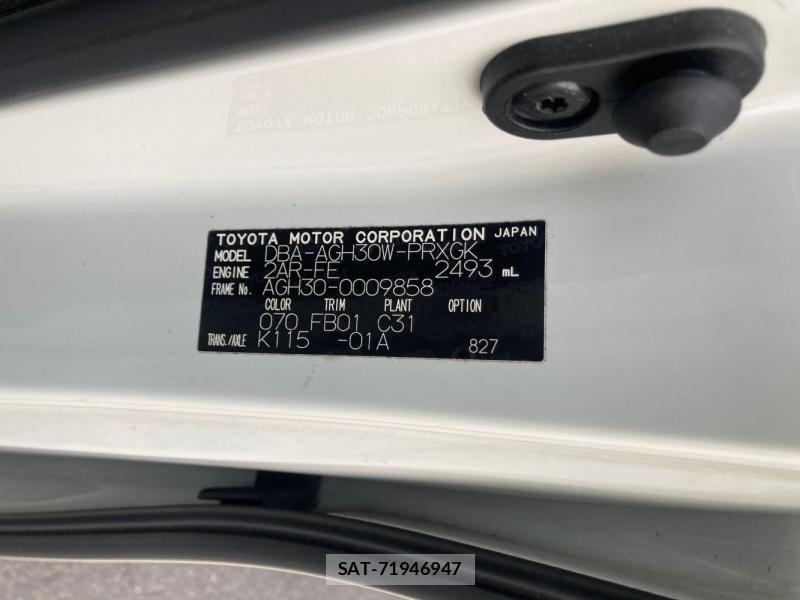 TOYOTA MOTOR CORPORATION JAPAN
MODEL DBA-AGH30W-PRXGK
ENGINE 2AR-FE 2493 mL
FRAME No. AGH30-0009858
COLOR TRIM PLANT OPTION
070 FB01 C31
TRANS./AXLE K115 -01A 827
SAT-71946947